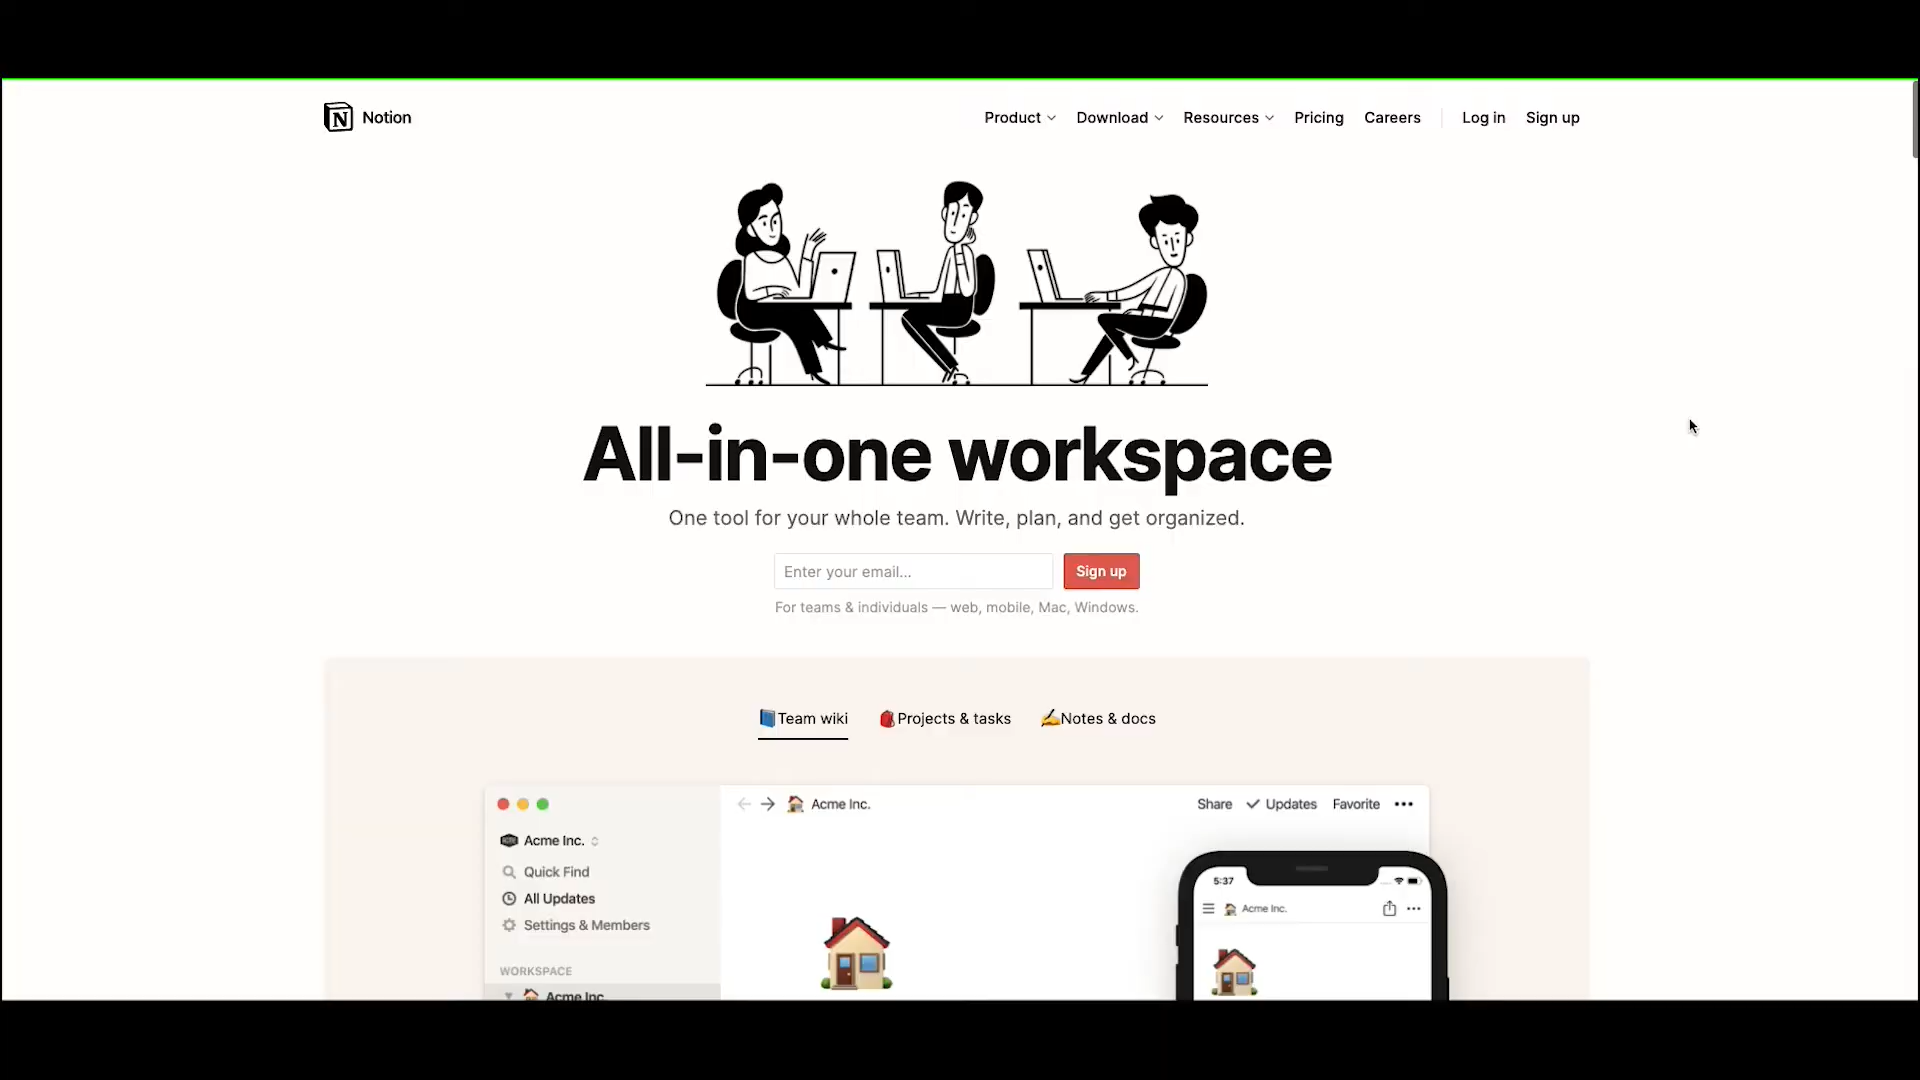 Notion
Product Download Resources Pricing Careers Log in Sign up
All-in-one workspace
One tool for your whole team. Write, plan, and get organized.
Enter your email... Sign up
For teams & individuals — web, mobile, Mac, Windows.
Team wiki Projects & tasks Notes & docs
Acme Inc. Share Updates Favorite •••
Acme Inc.
Quick Find
All Updates
Settings & Members
WORKSPACE
Acme Inc.
5:37
Acme Inc.